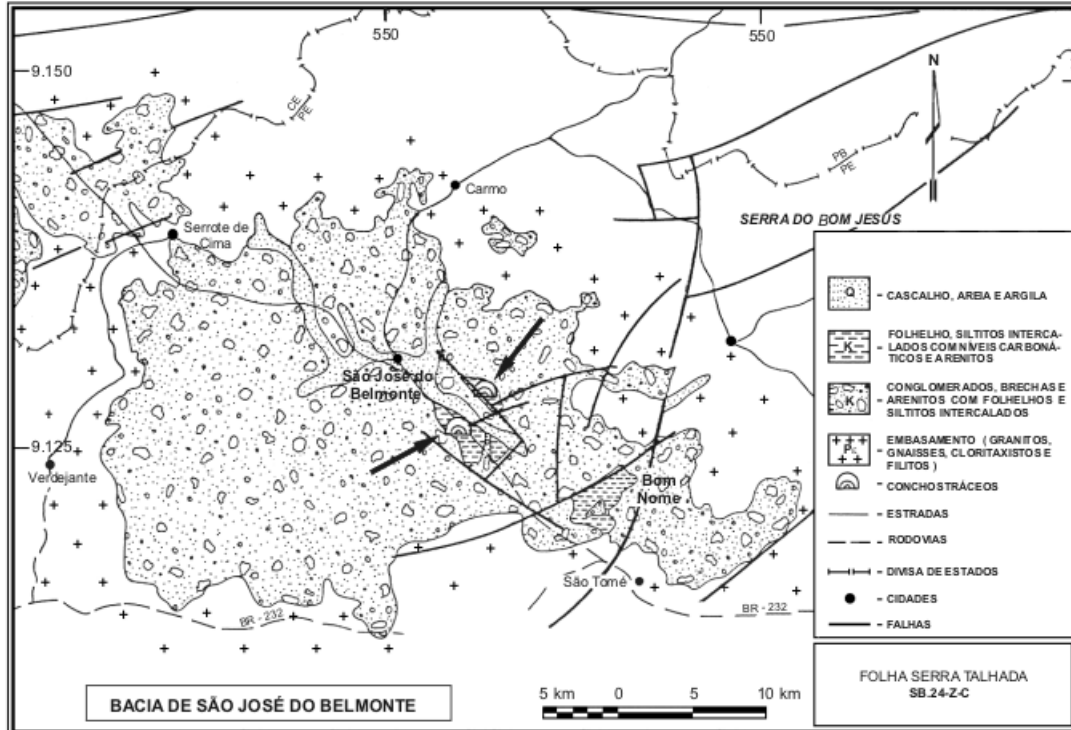 550
550
9.150
CE
PE
N
PB
PE
Carmo
SERRA DO BOM JESUS
Serrote de
Cima
São José do
Belmonte
9.125
Verdejante
Bom
Nome
São Tomé
BR - 232
BR - 232
Q - CASCALHO, AREIA E ARGILA
FOLHELHO, SILTITOS INTERCA-
K - LADOS COM NÍVEIS CARBONÁ-
TICOS E ARENITOS
CONGLOMERADOS, BRECHAS E
K - ARENITOS COM FOLHELHOS E
SILTITOS INTERCALADOS
EMBASAMENTO ( GRANITOS,
- GNAISSES, CLORITAXISTOS E
FILITOS )
- CONCHOSTRÁCEOS
- ESTRADAS
- RODOVIAS
- DIVISA DE ESTADOS
- CIDADES
- FALHAS
FOLHA SERRA TALHADA
SB.24-Z-C
BACIA DE SÃO JOSÉ DO BELMONTE
5 km 0 5 10 km